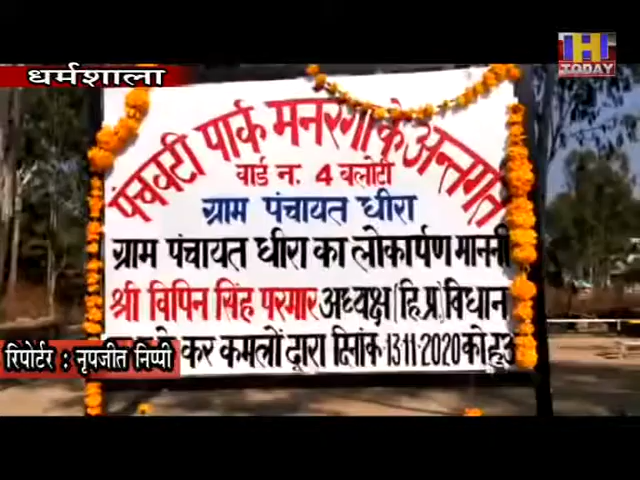 धर्मशाला
HI TODAY
पंचवटी पार्क मनरेगा के अन्तर्गत
वार्ड न. 4 बलोटी
ग्राम पंचायत धीरा
ग्राम पंचायत धीरा का लोकार्पण माननी
श्री विपिन सिंह परमार अध्यक्ष (हि.प्र.) विधान
कर कमलों द्वारा दिनांक 13.11.2020 को हुआ
रिपोर्टर : नृपजीत निप्पी